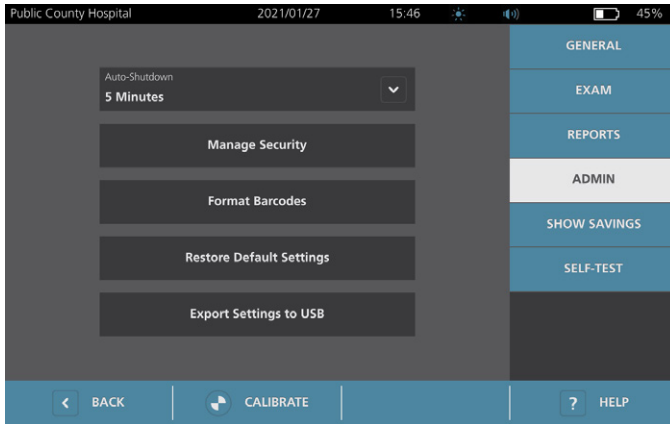 Public County Hospital 2021/01/27 15:46 45%
Auto-Shutdown
5 Minutes
Manage Security
Format Barcodes
Restore Default Settings
Export Settings to USB
GENERAL
EXAM
REPORTS
ADMIN
SHOW SAVINGS
SELF-TEST
BACK CALIBRATE ? HELP